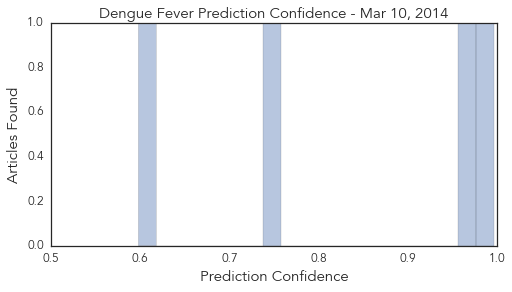 Dengue Fever Prediction Confidence - Mar 10, 2014
1.0
0.8
0.6
0.4
0.2
0.0
Articles Found
0.5 0.6 0.7 0.8 0.9 1.0
Prediction Confidence